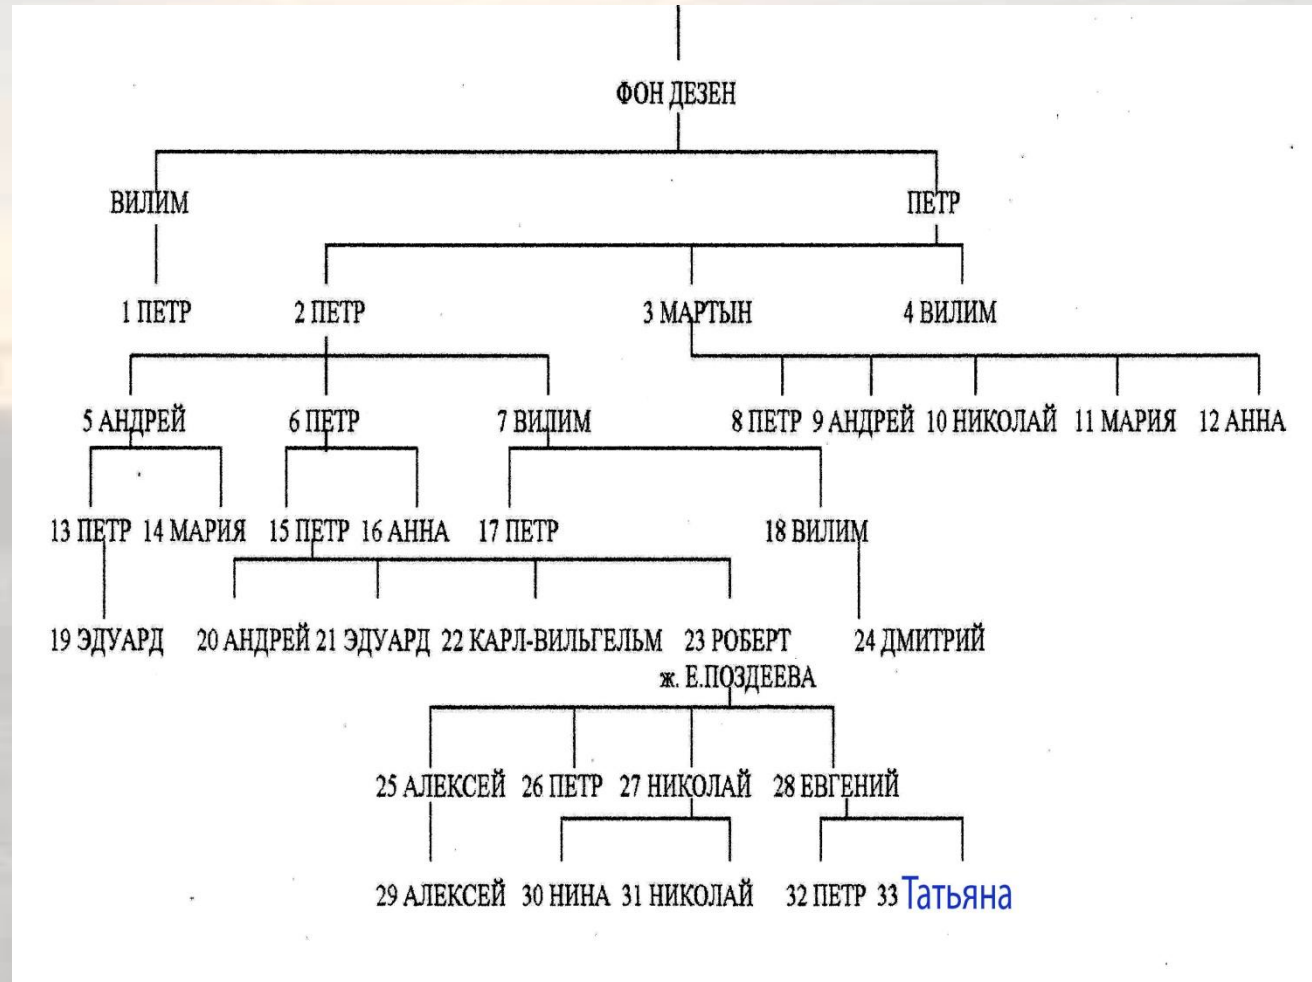 ФОН ДЕЗЕН
ВИЛИМ ПЕТР
1 ПЕТР 2 ПЕТР 3 МАРТЫН 4 ВИЛИМ
5 АНДРЕЙ 6 ПЕТР 7 ВИЛИМ 8 ПЕТР 9 АНДРЕЙ 10 НИКОЛАЙ 11 МАРИЯ 12 АННА
13 ПЕТР 14 МАРИЯ 15 ПЕТР 16 АННА 17 ПЕТР 18 ВИЛИМ
19 ЭДУАРД 20 АНДРЕЙ 21 ЭДУАРД 22 КАРЛ-ВИЛЬГЕЛЬМ 23 РОБЕРТ 24 ДМИТРИЙ
ж. Е.ПОЗДЕЕВА
25 АЛЕКСЕЙ 26 ПЕТР 27 НИКОЛАЙ 28 ЕВГЕНИЙ
29 АЛЕКСЕЙ 30 НИНА 31 НИКОЛАЙ 32 ПЕТР 33 Татьяна